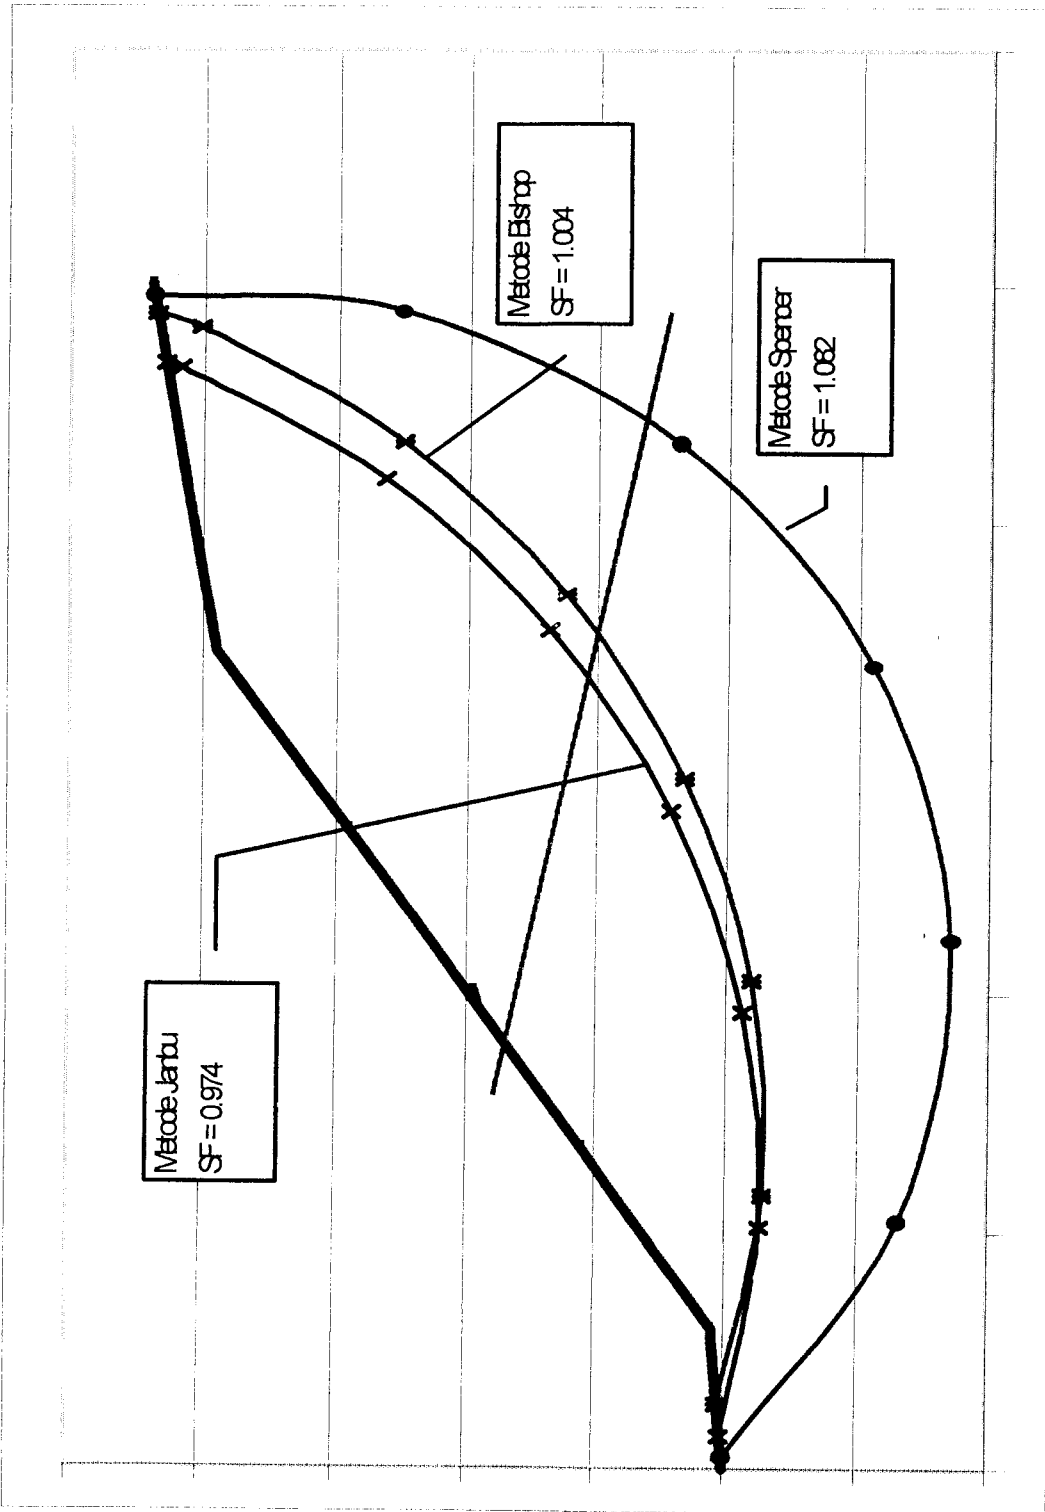 Metode Janbu
SF = 0.974
Metode Bishop
SF = 1.004
Metode Spencer
SF = 1.082